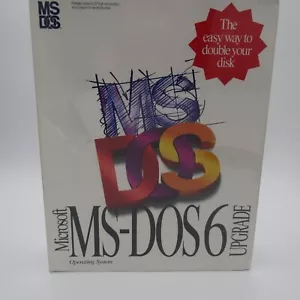 MS
DOS
The
easy way to
double your
disk
MS
DOS
Microsoft
MS-DOS 6
UPGRADE
Operating System